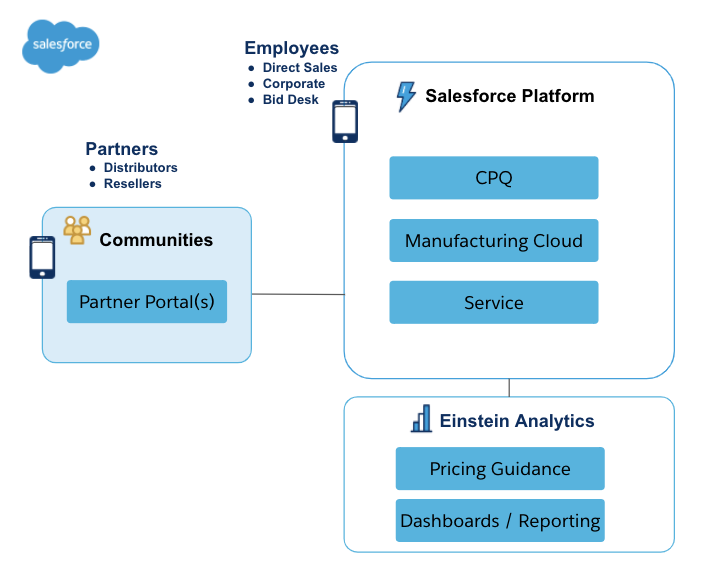 salesforce
Employees
● Direct Sales
● Corporate
● Bid Desk
Salesforce Platform
CPQ
Manufacturing Cloud
Service
Partners
● Distributors
● Resellers
Communities
Partner Portal(s)
Einstein Analytics
Pricing Guidance
Dashboards / Reporting